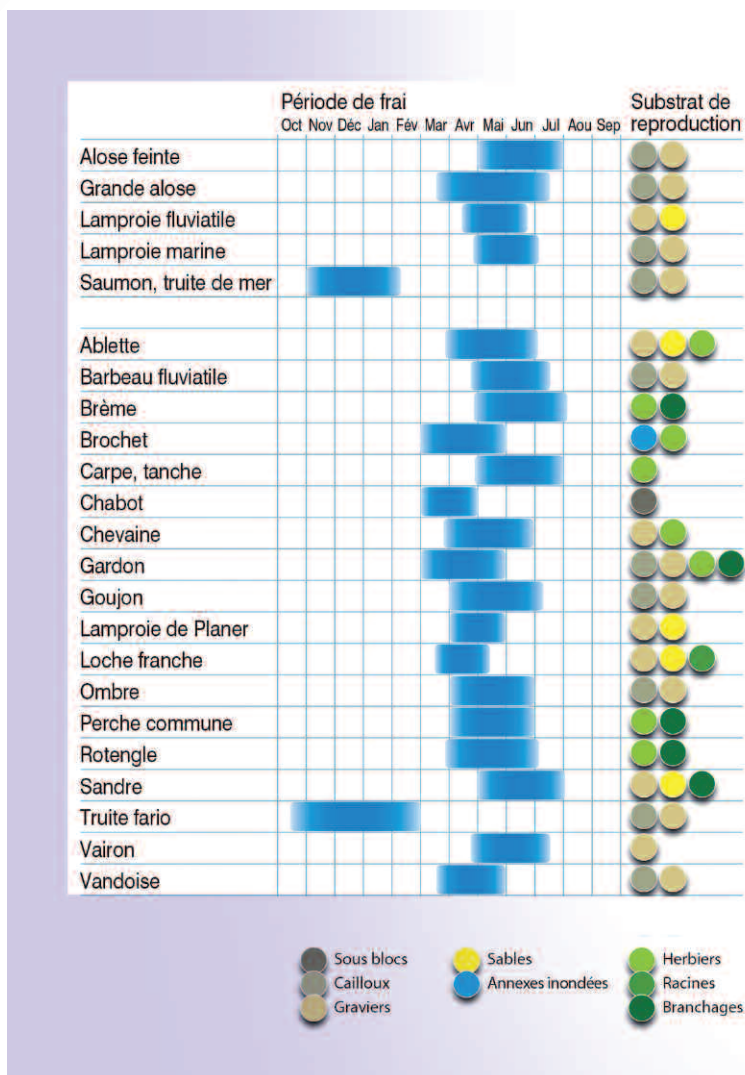 Période de frai
Substrat de
reproduction
Oct Nov Déc Jan Fév Mar Avr Mai Jun Jul Aou Sep
Alose feinte
Grande alose
Lamproie fluviatile
Lamproie marine
Saumon, truite de mer
Ablette
Barbeau fluviatile
Brème
Brochet
Carpe, tanche
Chabot
Chevaine
Gardon
Goujon
Lamproie de Planer
Loche franche
Ombre
Perche commune
Rotengle
Sandre
Truite fario
Vairon
Vandoise
Sous blocs
Cailloux
Graviers
Sables
Annexes inondées
Herbiers
Racines
Branchages